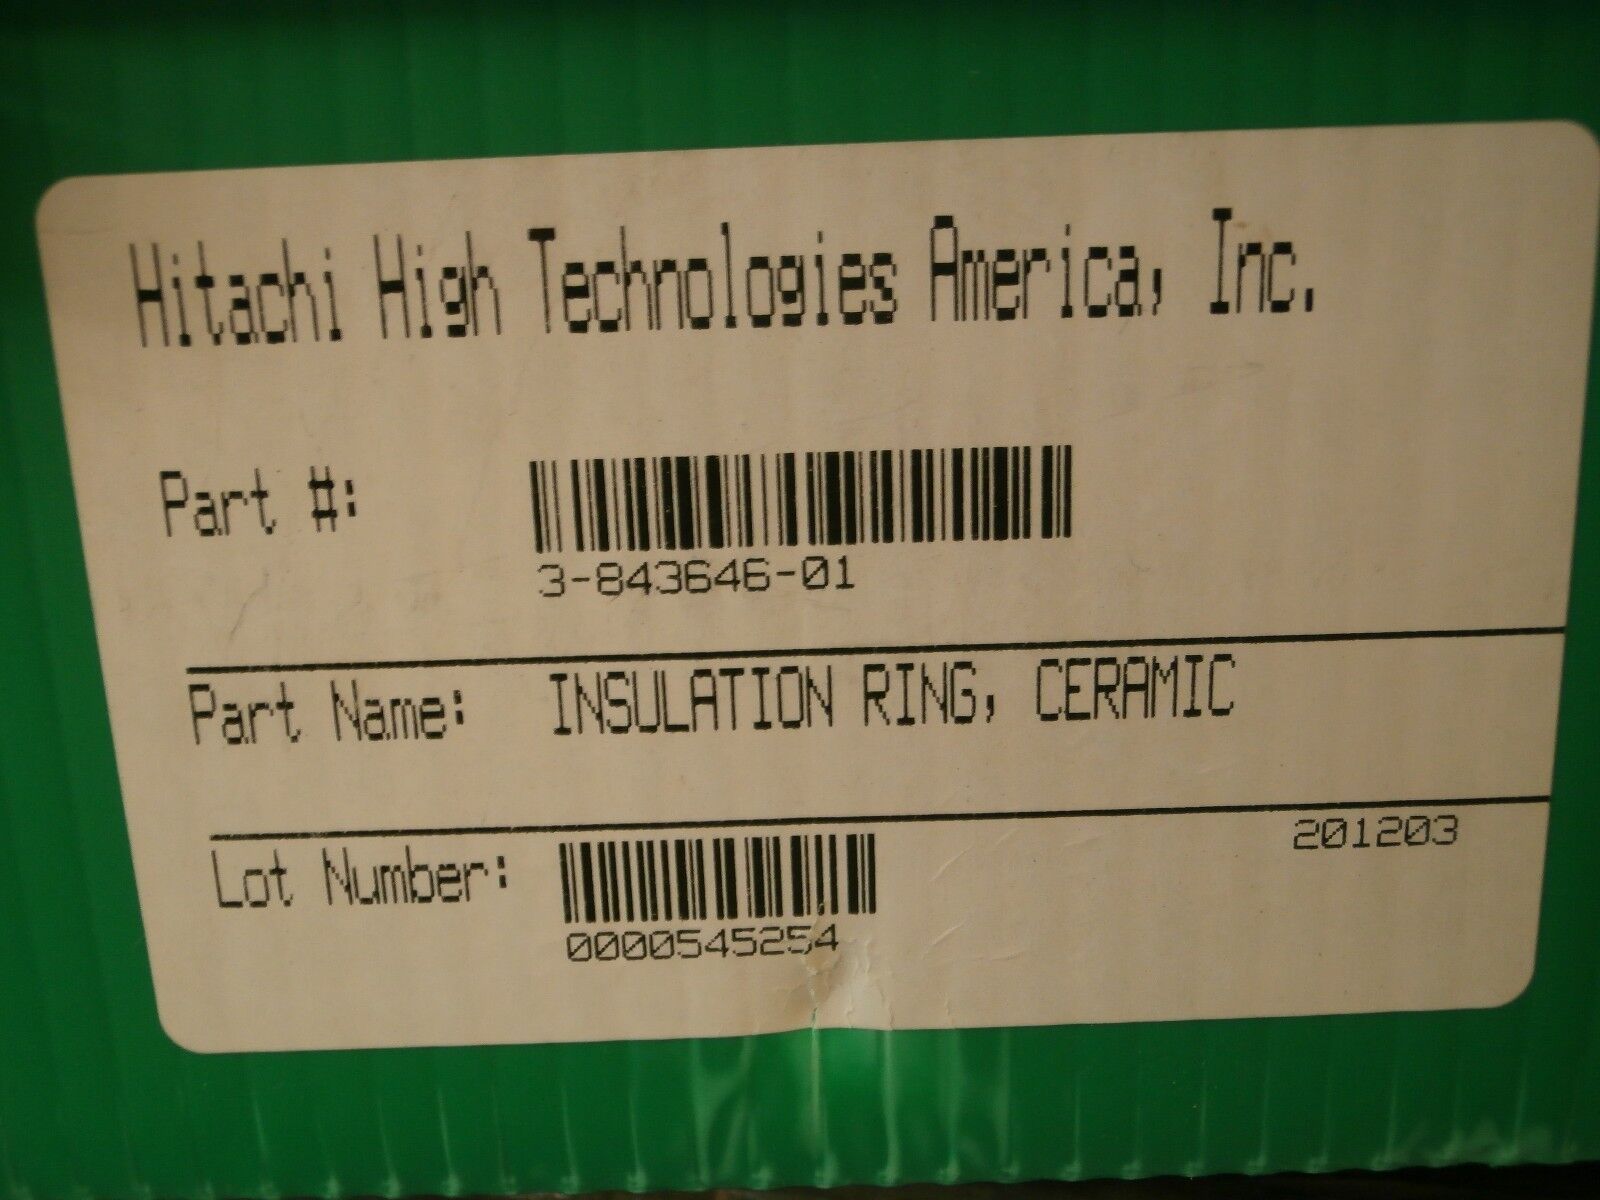 Hitachi High Technologies America, Inc.
Part #:
3-843646-01
Part Name: INSULATION RING, CERAMIC
201203
Lot Number:
0000545254